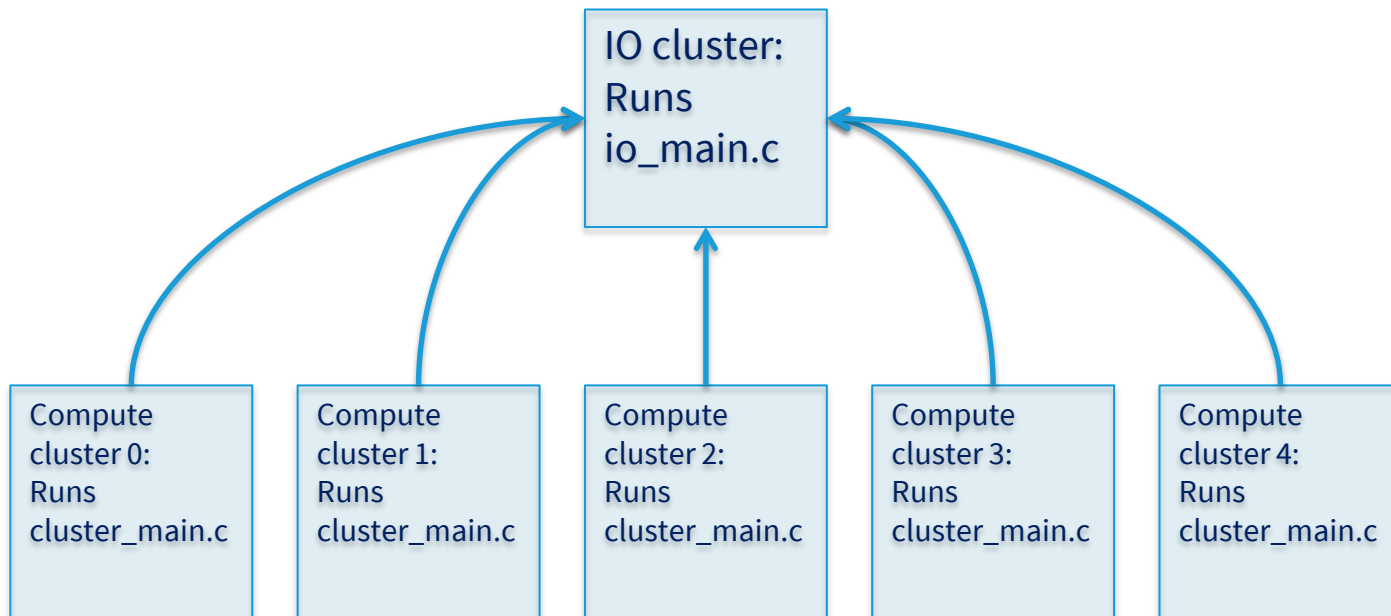 IO cluster:
Runs
io_main.c
Compute
cluster 0:
Runs
cluster_main.c
Compute
cluster 1:
Runs
cluster_main.c
Compute
cluster 2:
Runs
cluster_main.c
Compute
cluster 3:
Runs
cluster_main.c
Compute
cluster 4:
Runs
cluster_main.c